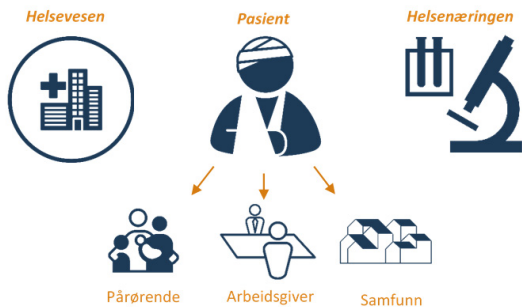 Helsevesen
Pasient
Helsenæringen
Pårørende
Arbeidsgiver
Samfunn